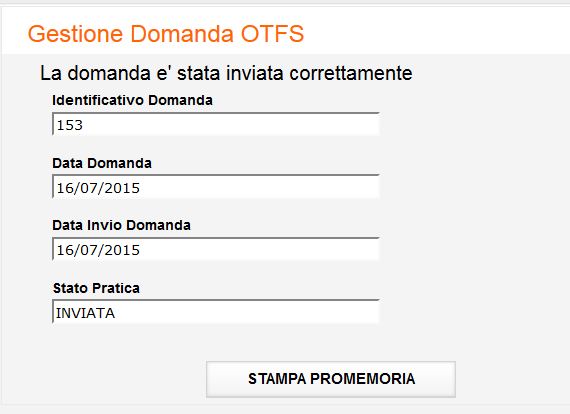 Gestione Domanda OTFS
La domanda e' stata inviata correttamente
Identificativo Domanda
153
Data Domanda
16/07/2015
Data Invio Domanda
16/07/2015
Stato Pratica
INVIATA
STAMPA PROMEMORIA